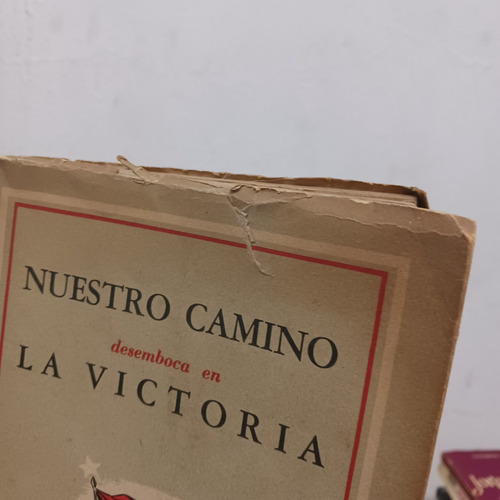 NUESTRO CAMINO
desemboca en
LA VICTORIA